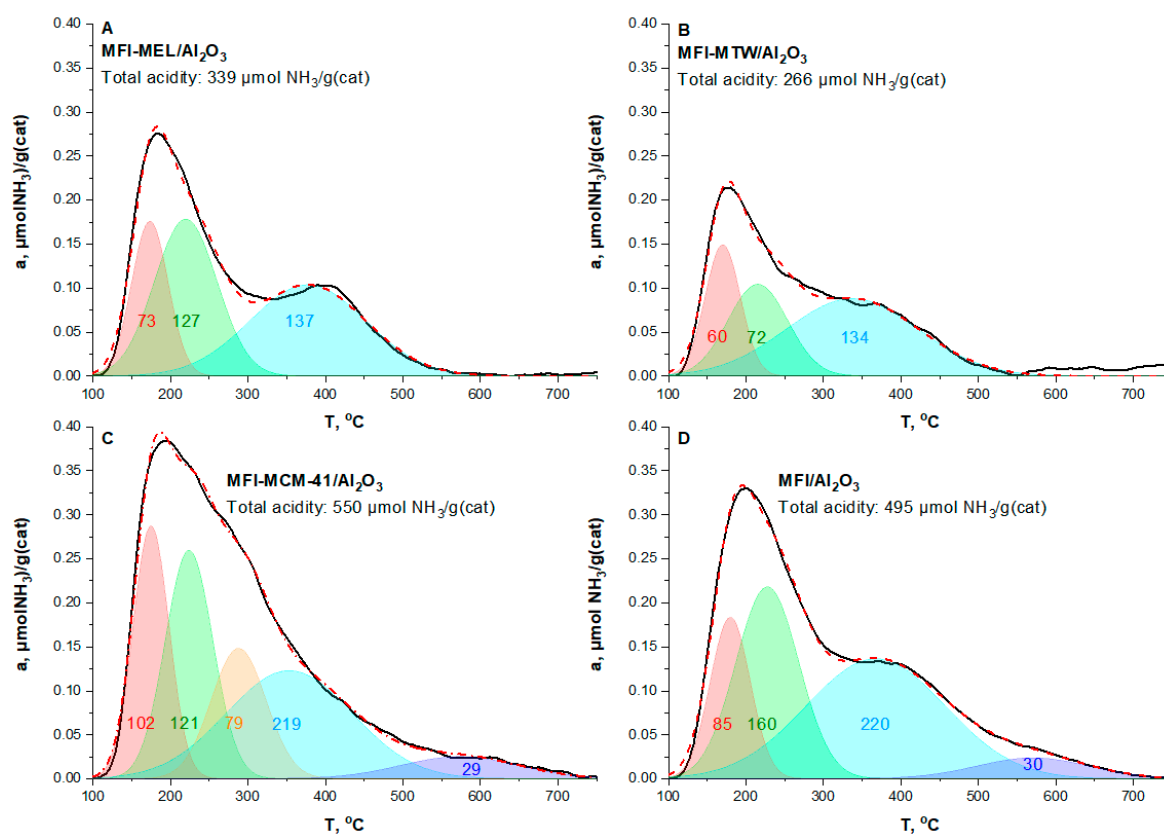 A
MFI-MEL/Al₂O₃
Total acidity: 339 µmol NH₃/g(cat)
a, µmolNH₃)/g(cat)
0.40
0.35
0.30
0.25
0.20
0.15
0.10
0.05
0.00
73
127
137
100 200 300 400 500 600 700
T, °C
B
MFI-MTW/Al₂O₃
Total acidity: 266 µmol NH₃/g(cat)
a, µmolNH₃)/g(cat)
0.40
0.35
0.30
0.25
0.20
0.15
0.10
0.05
0.00
60
72
134
100 200 300 400 500 600 700
T, °C
C
MFI-MCM-41/Al₂O₃
Total acidity: 550 µmol NH₃/g(cat)
a, µmolNH₃)/g(cat)
0.40
0.35
0.30
0.25
0.20
0.15
0.10
0.05
0.00
102
121
79
219
29
100 200 300 400 500 600 700
T, °C
D
MFI/Al₂O₃
Total acidity: 495 µmol NH₃/g(cat)
a, µmol NH₃)/g(cat)
0.40
0.35
0.30
0.25
0.20
0.15
0.10
0.05
0.00
85
160
220
30
100 200 300 400 500 600 700
T, °C